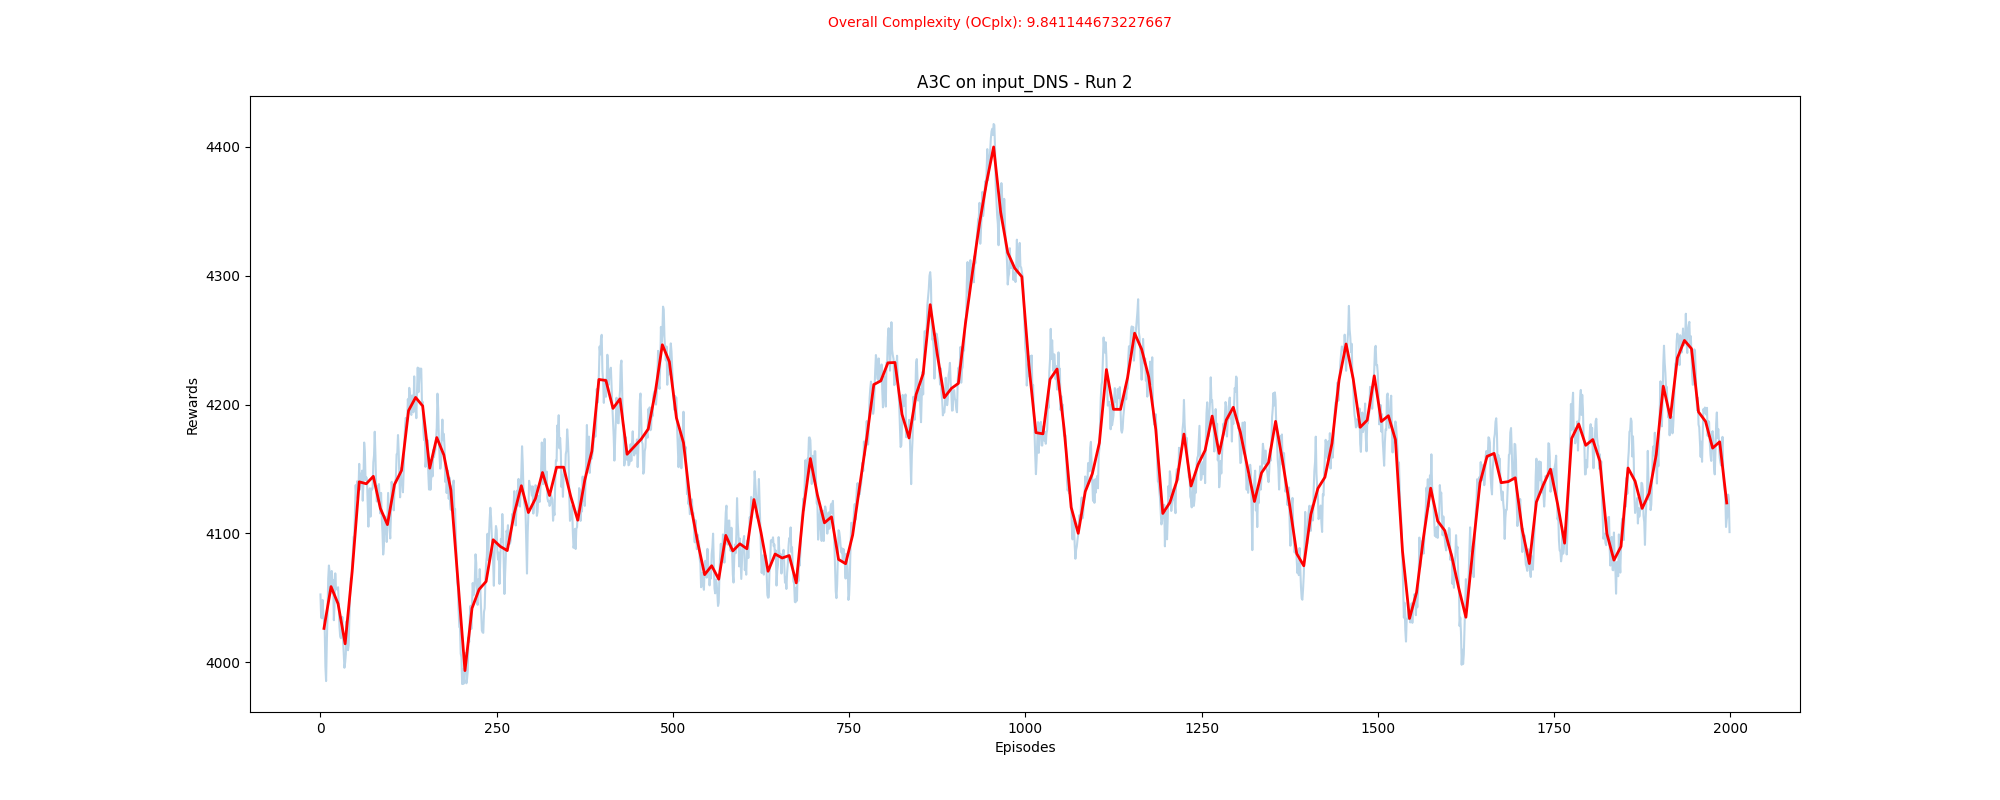 Overall Complexity (OCplx): 9.841144673227667
A3C on input_DNS - Run 2
4400
4300
4200
4100
4000
Rewards
0 250 500 750 1000 1250 1500 1750 2000
Episodes